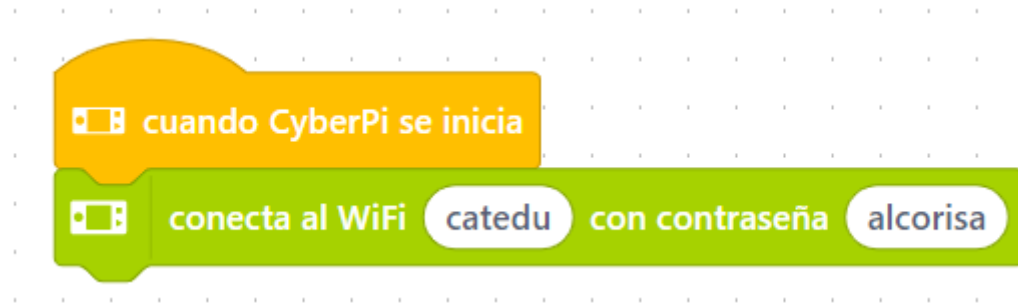 cuando CyberPi se inicia
conecta al WiFi catedu con contraseña alcorisa